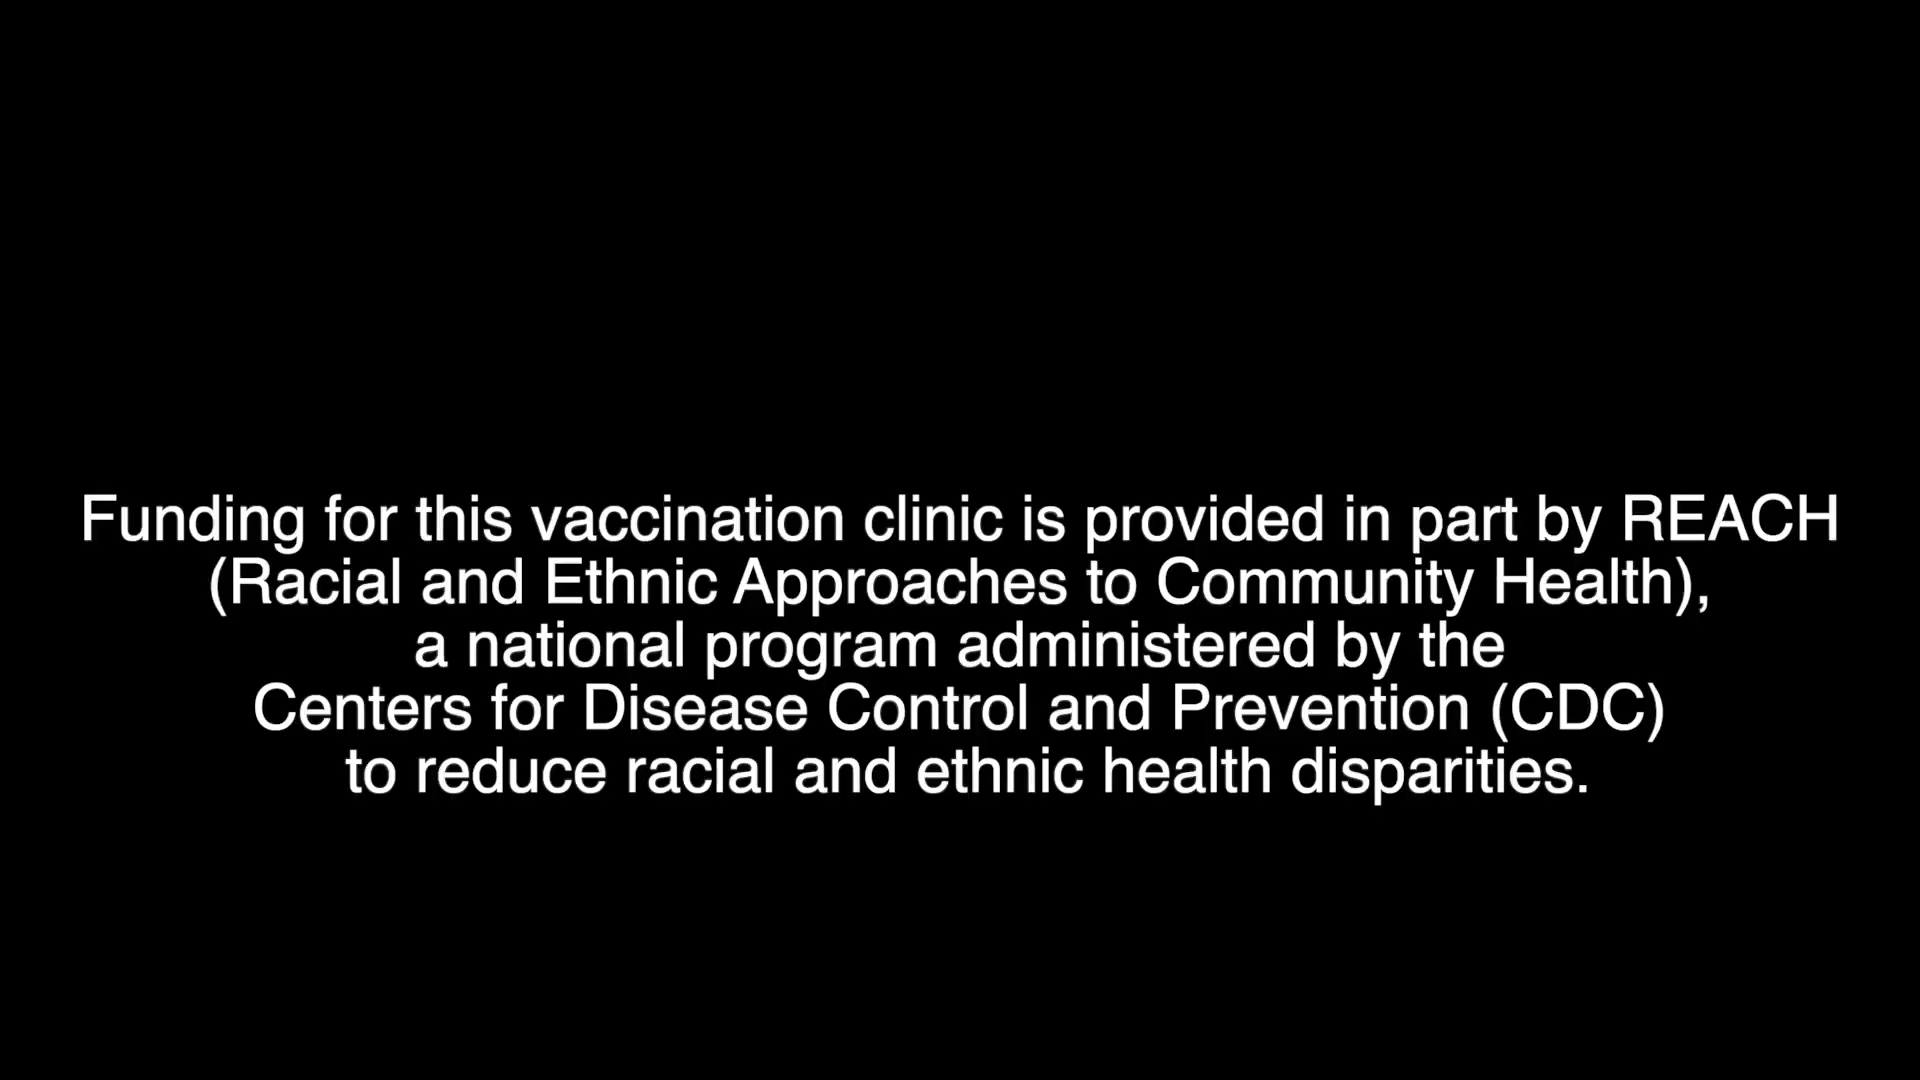 Funding for this vaccination clinic is provided in part by REACH
(Racial and Ethnic Approaches to Community Health),
a national program administered by the
Centers for Disease Control and Prevention (CDC)
to reduce racial and ethnic health disparities.